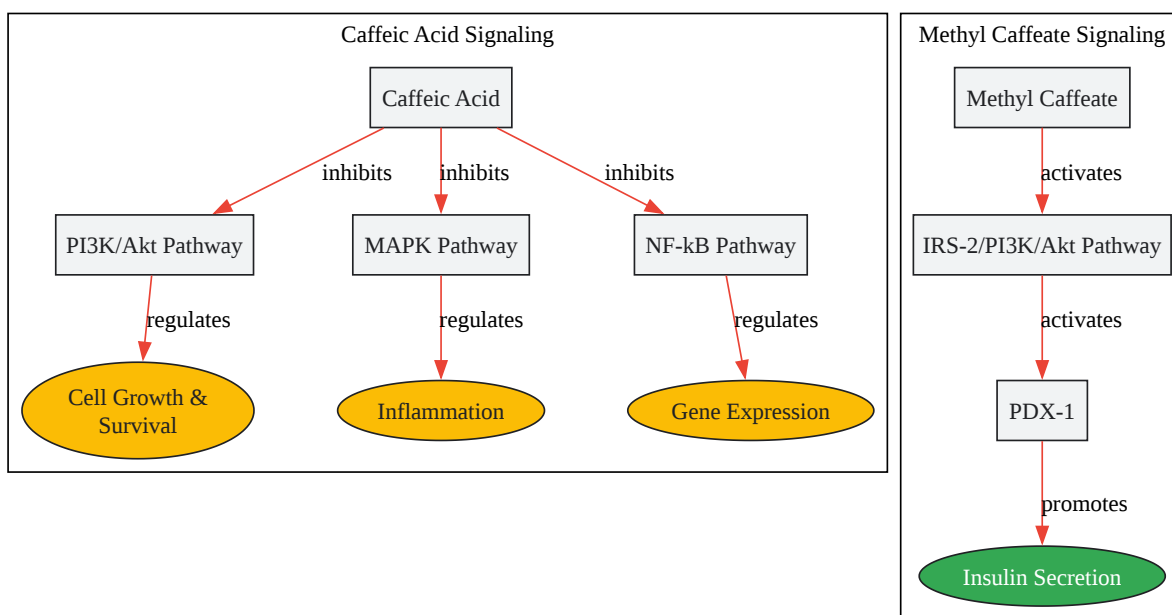 Caffeic Acid Signaling
Caffeic Acid
inhibits
inhibits
inhibits
PI3K/Akt Pathway
MAPK Pathway
NF-kB Pathway
regulates
regulates
regulates
Cell Growth &
Survival
Inflammation
Gene Expression
Methyl Caffeate Signaling
Methyl Caffeate
activates
IRS-2/PI3K/Akt Pathway
activates
PDX-1
promotes
Insulin Secretion